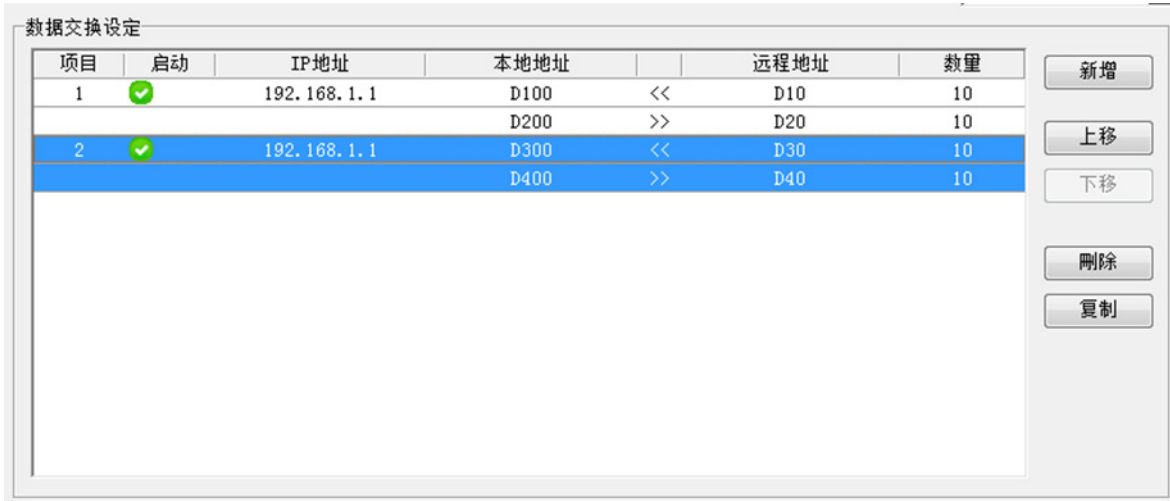 数据交换设定
项目 启动 IP地址 本地地址 远程地址 数量
1 192.168.1.1 D100 << D10 10
D200 >> D20 10
2 192.168.1.1 D300 << D30 10
D400 >> D40 10
新增
上移
下移
刪除
复制